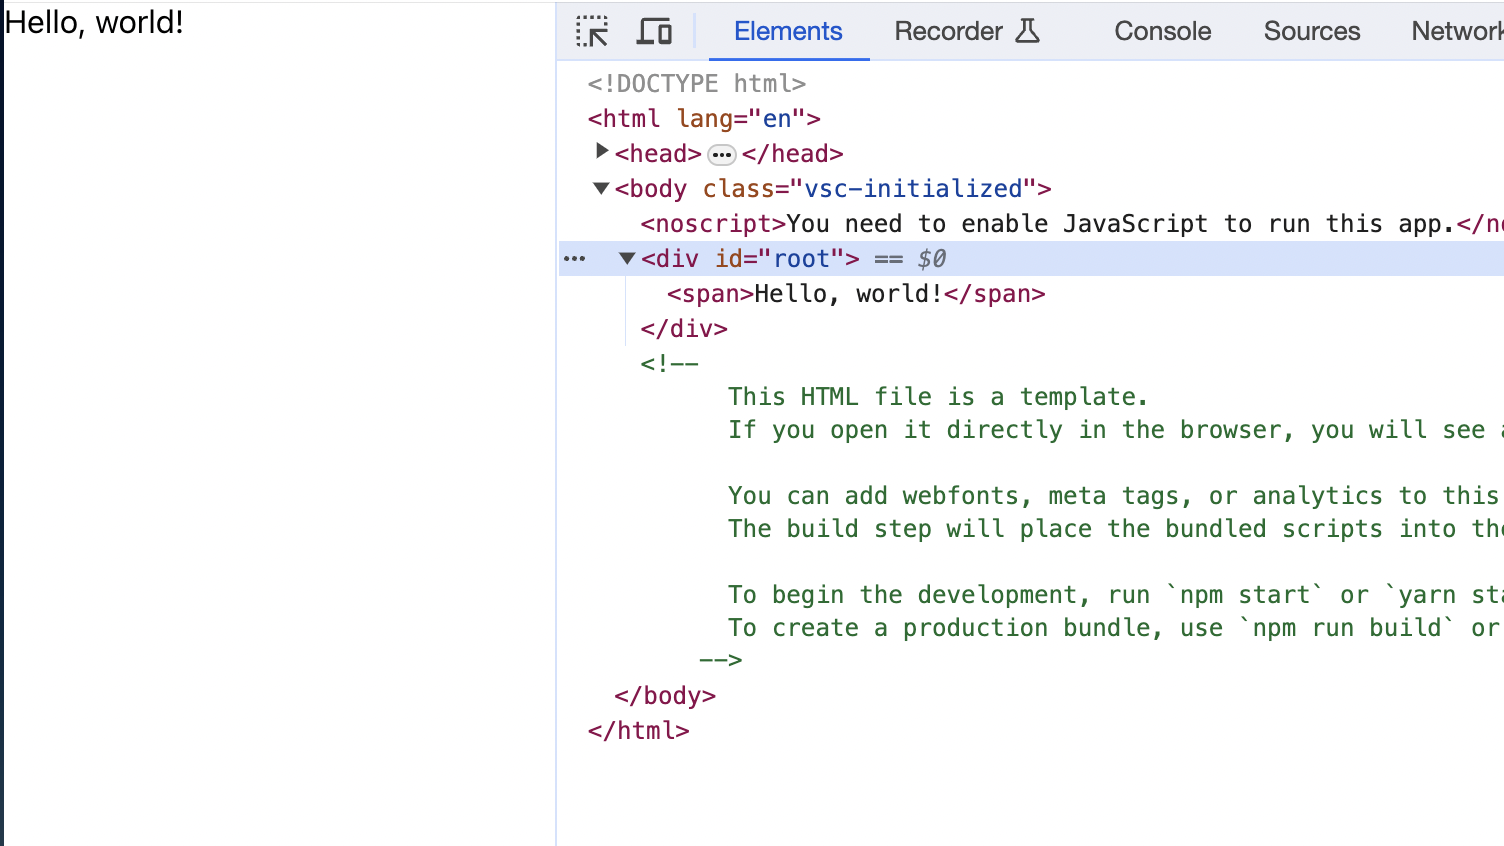 Hello, world!
Elements Recorder Console Sources Network
<!DOCTYPE html>
<html lang="en">
<head> ••• </head>
<body class="vsc-initialized">
<noscript>You need to enable JavaScript to run this app.</no
••• <div id="root"> == $0
<span>Hello, world!</span>
</div>
<!--
This HTML file is a template.
If you open it directly in the browser, you will see a
You can add webfonts, meta tags, or analytics to this
The build step will place the bundled scripts into the
To begin the development, run `npm start` or `yarn sta
To create a production bundle, use `npm run build` or
-->
</body>
</html>